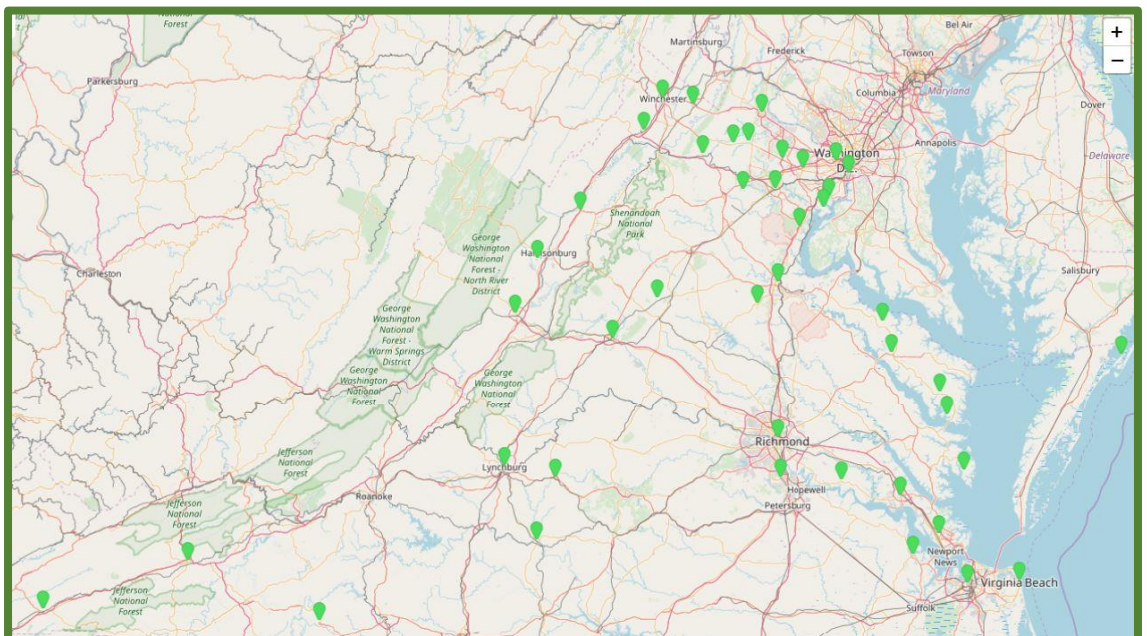 National
Forest
z
Bel Air
+
−
Martinsburg
Frederick
Towson
Parkersburg
Columbia
Maryland
Winchester
Dover
Annapolis
Washington
D.C.
Delaware
Shenandoah
National
Park
George
Washington
National
Forest -
North River
District
Harrisonburg
Charleston
Salisbury
George
Washington
National
Forest -
Warm Springs
District
George
Washington
National
Forest
George
Washington
National
Forest
Richmond
Jefferson
National
Forest
Lynchburg
Roanoke
Hopewell
Petersburg
Jefferson
National
Forest
Newport
News
Virginia Beach
Jefferson
National
Forest
Suffolk